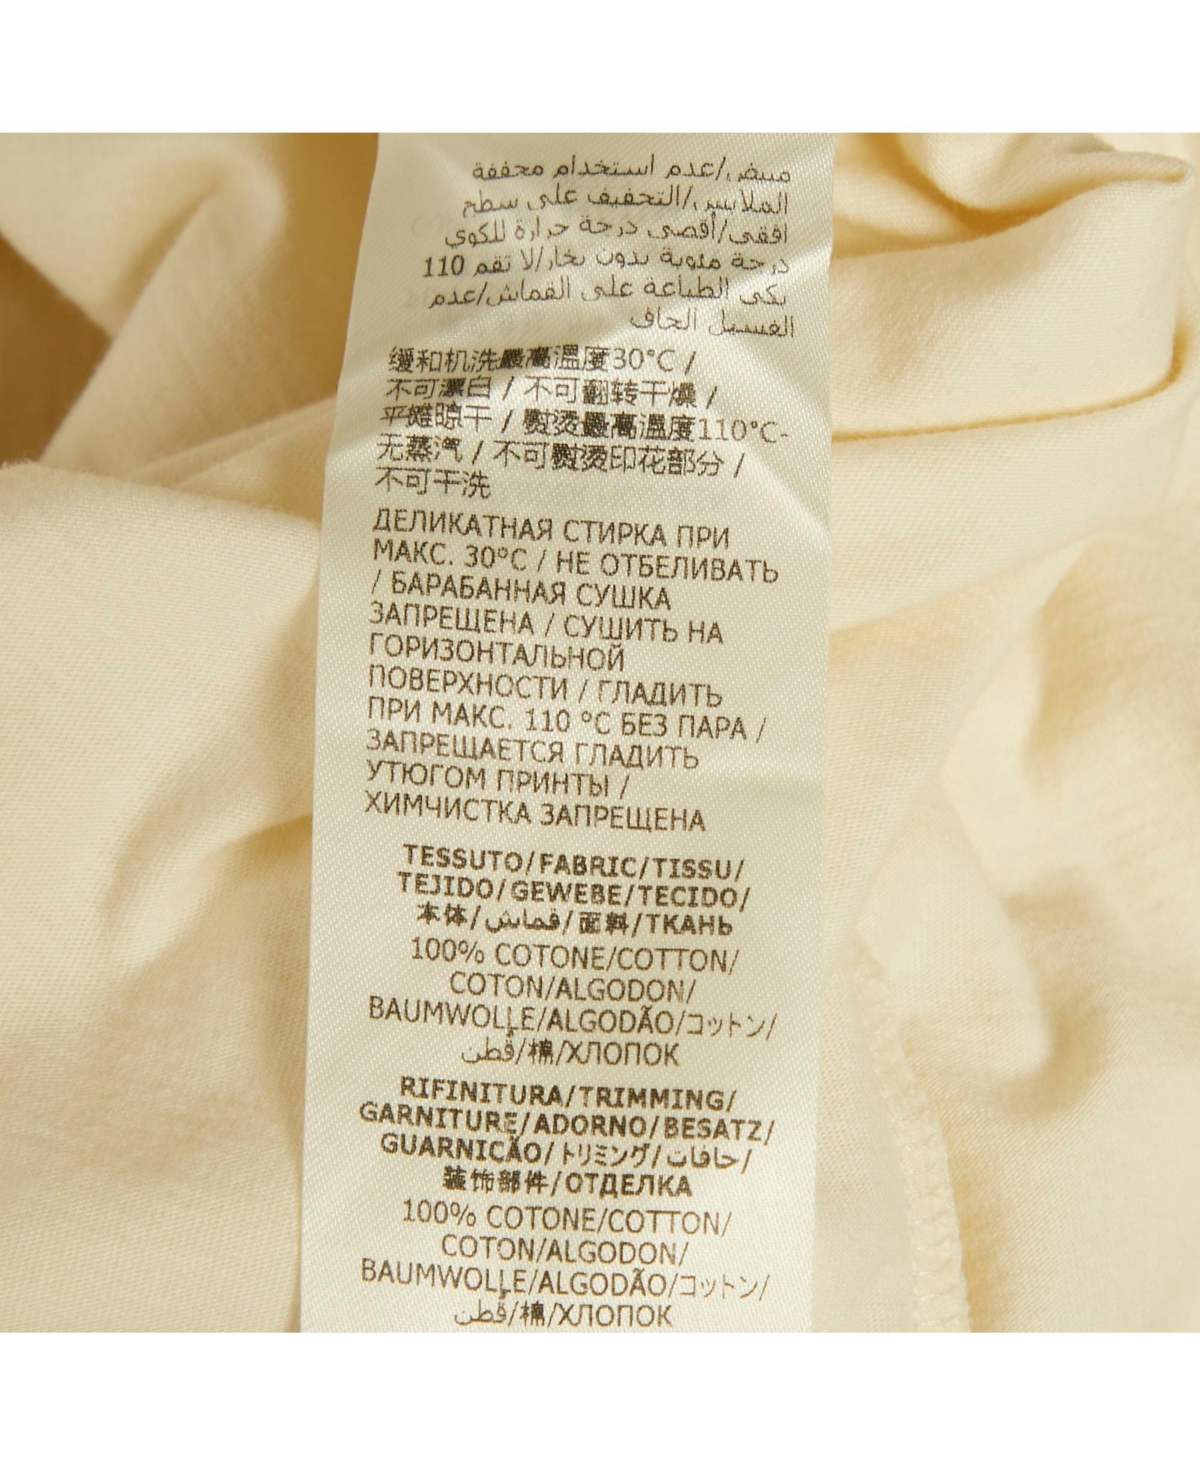 مبيض/عدم استخدام مجففة
الملابس/التجفيف على سطح
افقي/أقصى درجة حرارة للكوي
110 درجة مئوية بدون بخار/لا تقم
بكي الطباعة على القماش/عدم
الغسيل الجاف
缓和机洗最高温度30°C /
不可漂白 / 不可翻转干燥 /
平摊晾干 / 熨烫最高温度110°C-
无蒸汽 / 不可熨烫印花部分 /
不可干洗
ДЕЛИКАТНАЯ СТИРКА ПРИ
МАКС. 30°C / НЕ ОТБЕЛИВАТЬ
/ БАРАБАННАЯ СУШКА
ЗАПРЕЩЕНА / СУШИТЬ НА
ГОРИЗОНТАЛЬНОЙ
ПОВЕРХНОСТИ / ГЛАДИТЬ
ПРИ МАКС. 110 °C БЕЗ ПАРА /
ЗАПРЕЩАЕТСЯ ГЛАДИТЬ
УТЮГОМ ПРИНТЫ /
ХИМЧИСТКА ЗАПРЕЩЕНА
TESSUTO/FABRIC/TISSU/
TEJIDO/GEWEBE/TECIDO/
本体/قماش/面料/ТКАНЬ
100% COTONE/COTTON/
COTON/ALGODON/
BAUMWOLLE/ALGODÃO/コットン/
قُطن/棉/ХЛОПОК
RIFINITURA/TRIMMING/
GARNITURE/ADORNO/BESATZ/
GUARNICÃO/トリミング/حافات/
装饰部件/ОТДЕЛКА
100% COTONE/COTTON/
COTON/ALGODON/
BAUMWOLLE/ALGODÃO/コットン/
قُطن/棉/ХЛОПОК